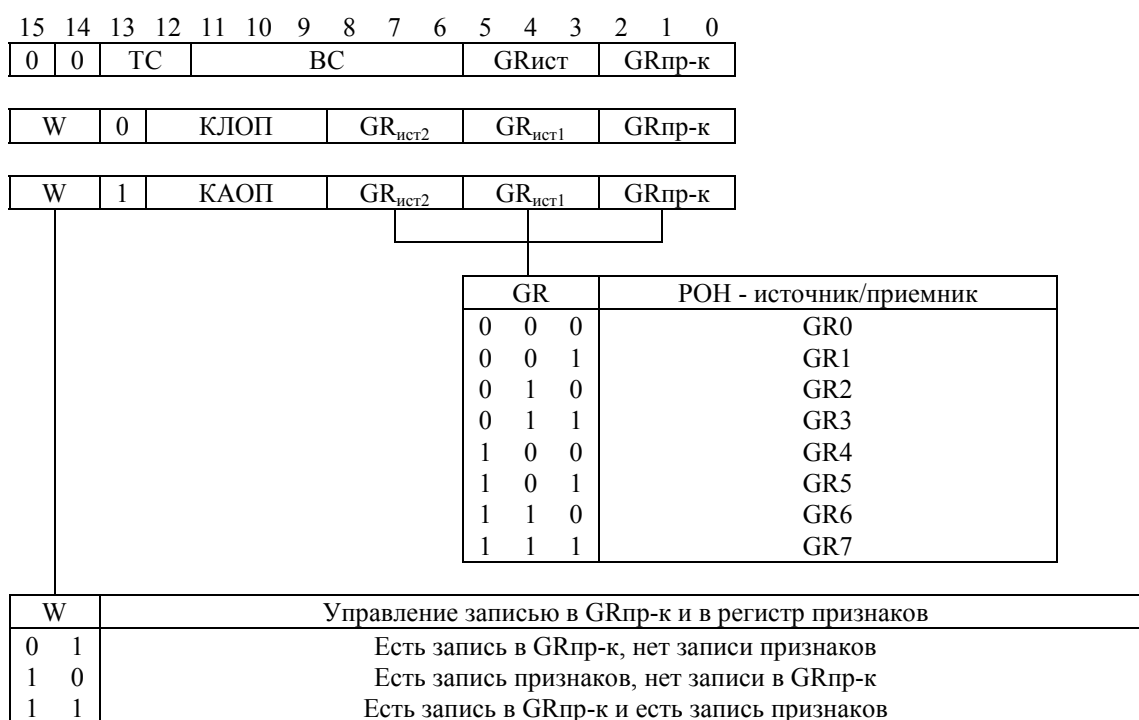 15 14 13 12 11 10 9 8 7 6 5 4 3 2 1 0
0 0 ТС ВС GRист GRпр-к
W 0 КЛОП GRист2 GRист1 GRпр-к
W 1 КАОП GRист2 GRист1 GRпр-к
GR РОН - источник/приемник
0 0 0 GR0
0 0 1 GR1
0 1 0 GR2
0 1 1 GR3
1 0 0 GR4
1 0 1 GR5
1 1 0 GR6
1 1 1 GR7
W Управление записью в GRпр-к и в регистр признаков
0 1 Есть запись в GRпр-к, нет записи признаков
1 0 Есть запись признаков, нет записи в GRпр-к
1 1 Есть запись в GRпр-к и есть запись признаков